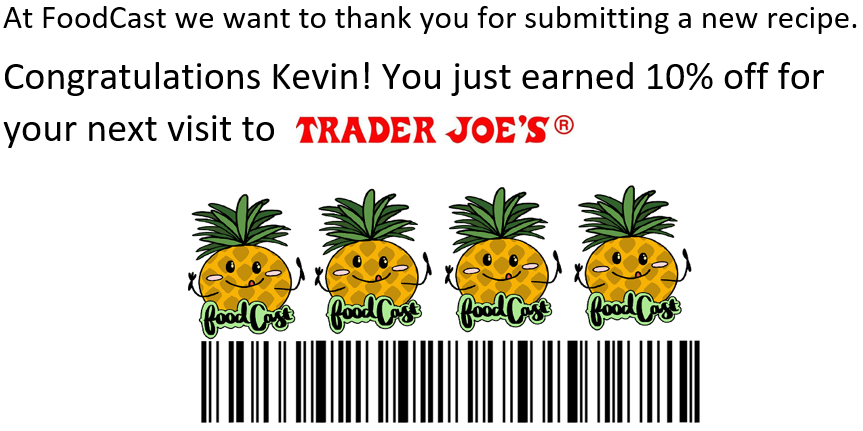 At FoodCast we want to thank you for submitting a new recipe.
Congratulations Kevin! You just earned 10% off for
your next visit to TRADER JOE'S®
foodCast foodCast foodCast foodCast